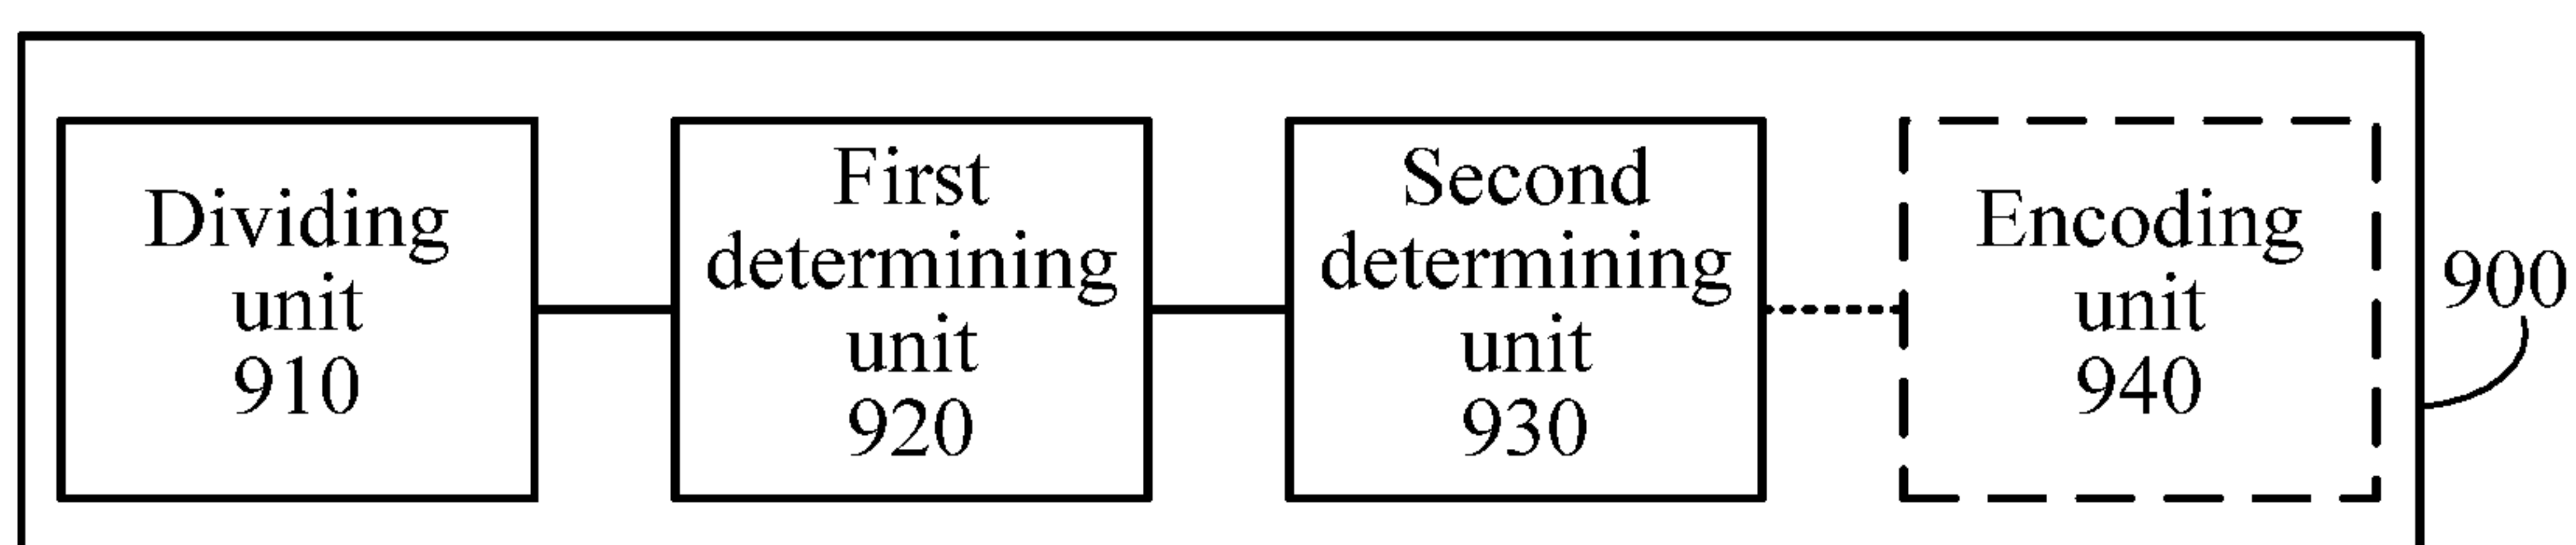 Dividing
unit
910
First
determining
unit
920
Second
determining
unit
930
Encoding
unit
940
900